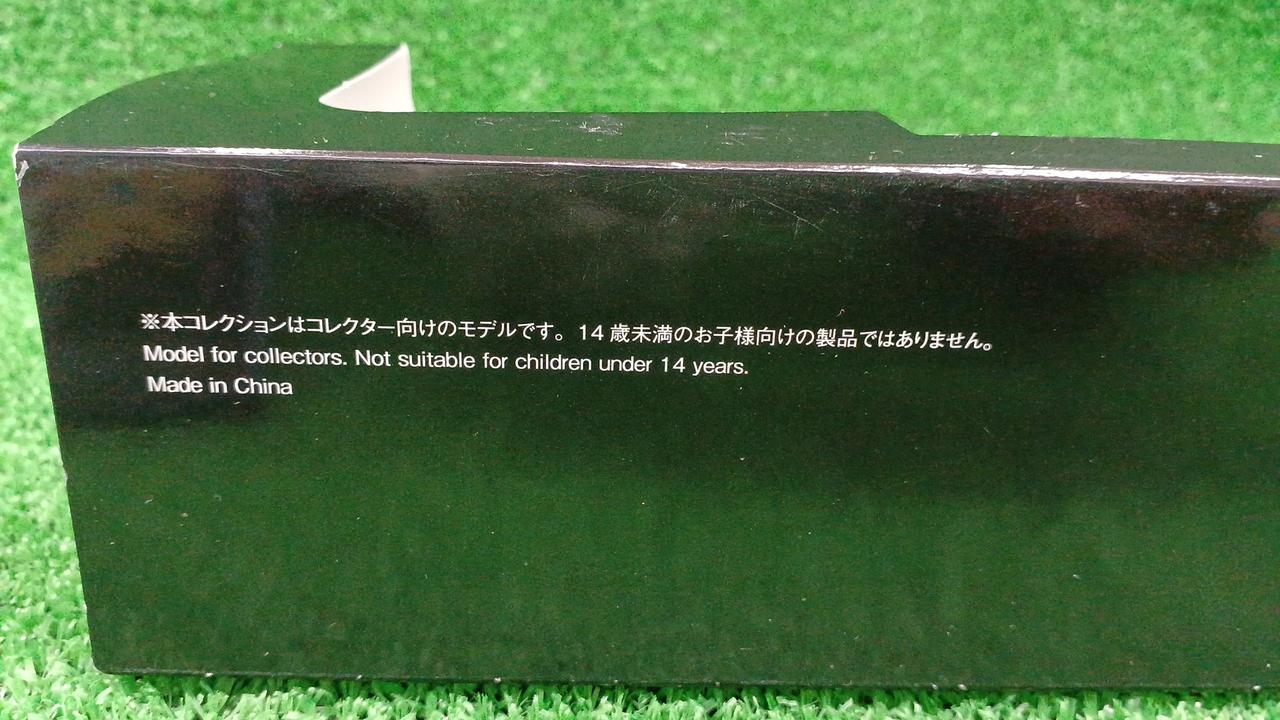 ※本コレクションはコレクター向けのモデルです。14歳未満のお子様向けの製品ではありません。
Model for collectors. Not suitable for children under 14 years.
Made in China